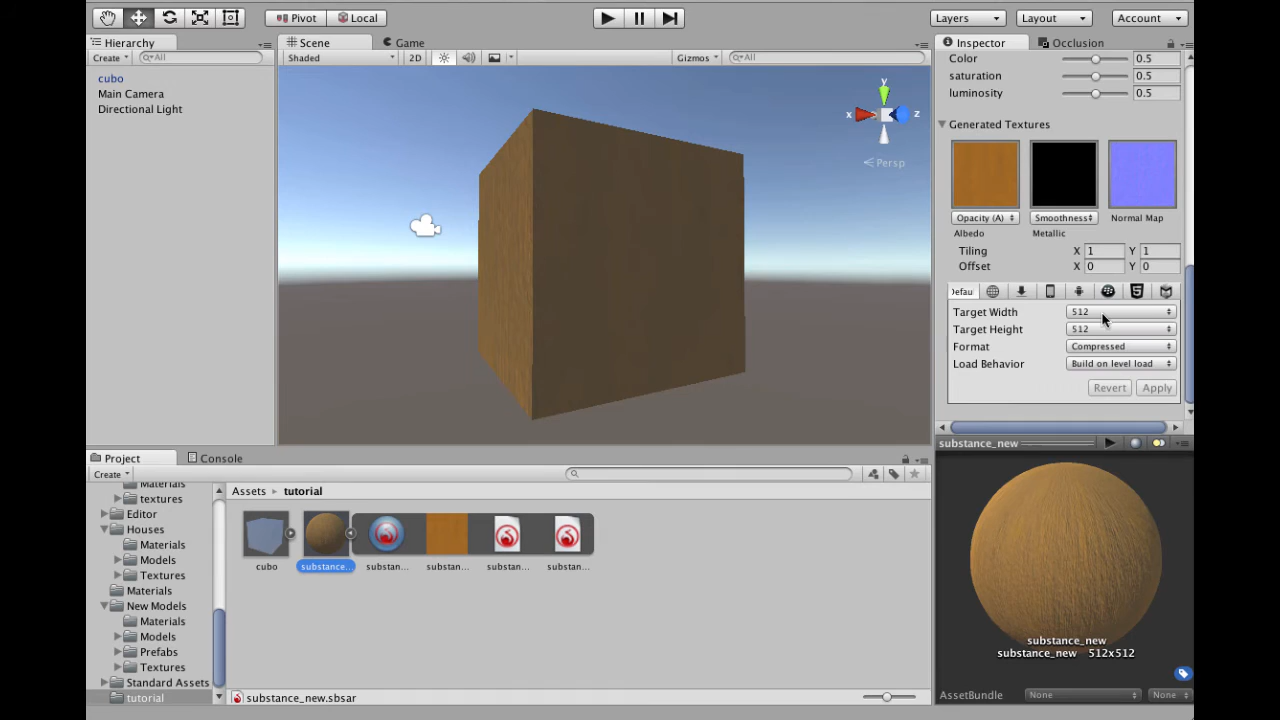 Pivot Local Layers Layout Account
Hierarchy
Create All
cubo
Main Camera
Directional Light
Scene Game
Shaded 2D Gizmos All
y
x
z
Persp
Inspector Occlusion
Color 0.5
saturation 0.5
luminosity 0.5
Generated Textures
Opacity (A) Smoothness Normal Map
Albedo Metallic
Tiling X 1 Y 1
Offset X 0 Y 0
Defau
Target Width 512
Target Height 512
Format Compressed
Load Behavior Build on level load
Revert Apply
substance_new
substance_new
substance_new 512x512
AssetBundle None None
Project Console
Create
Materials
textures
Editor
Houses
Materials
Models
Textures
Materials
New Models
Materials
Models
Prefabs
Textures
Standard Assets
tutorial
Assets tutorial
cubo substance.. substan... substan... substan... substan...
substance_new.sbsar